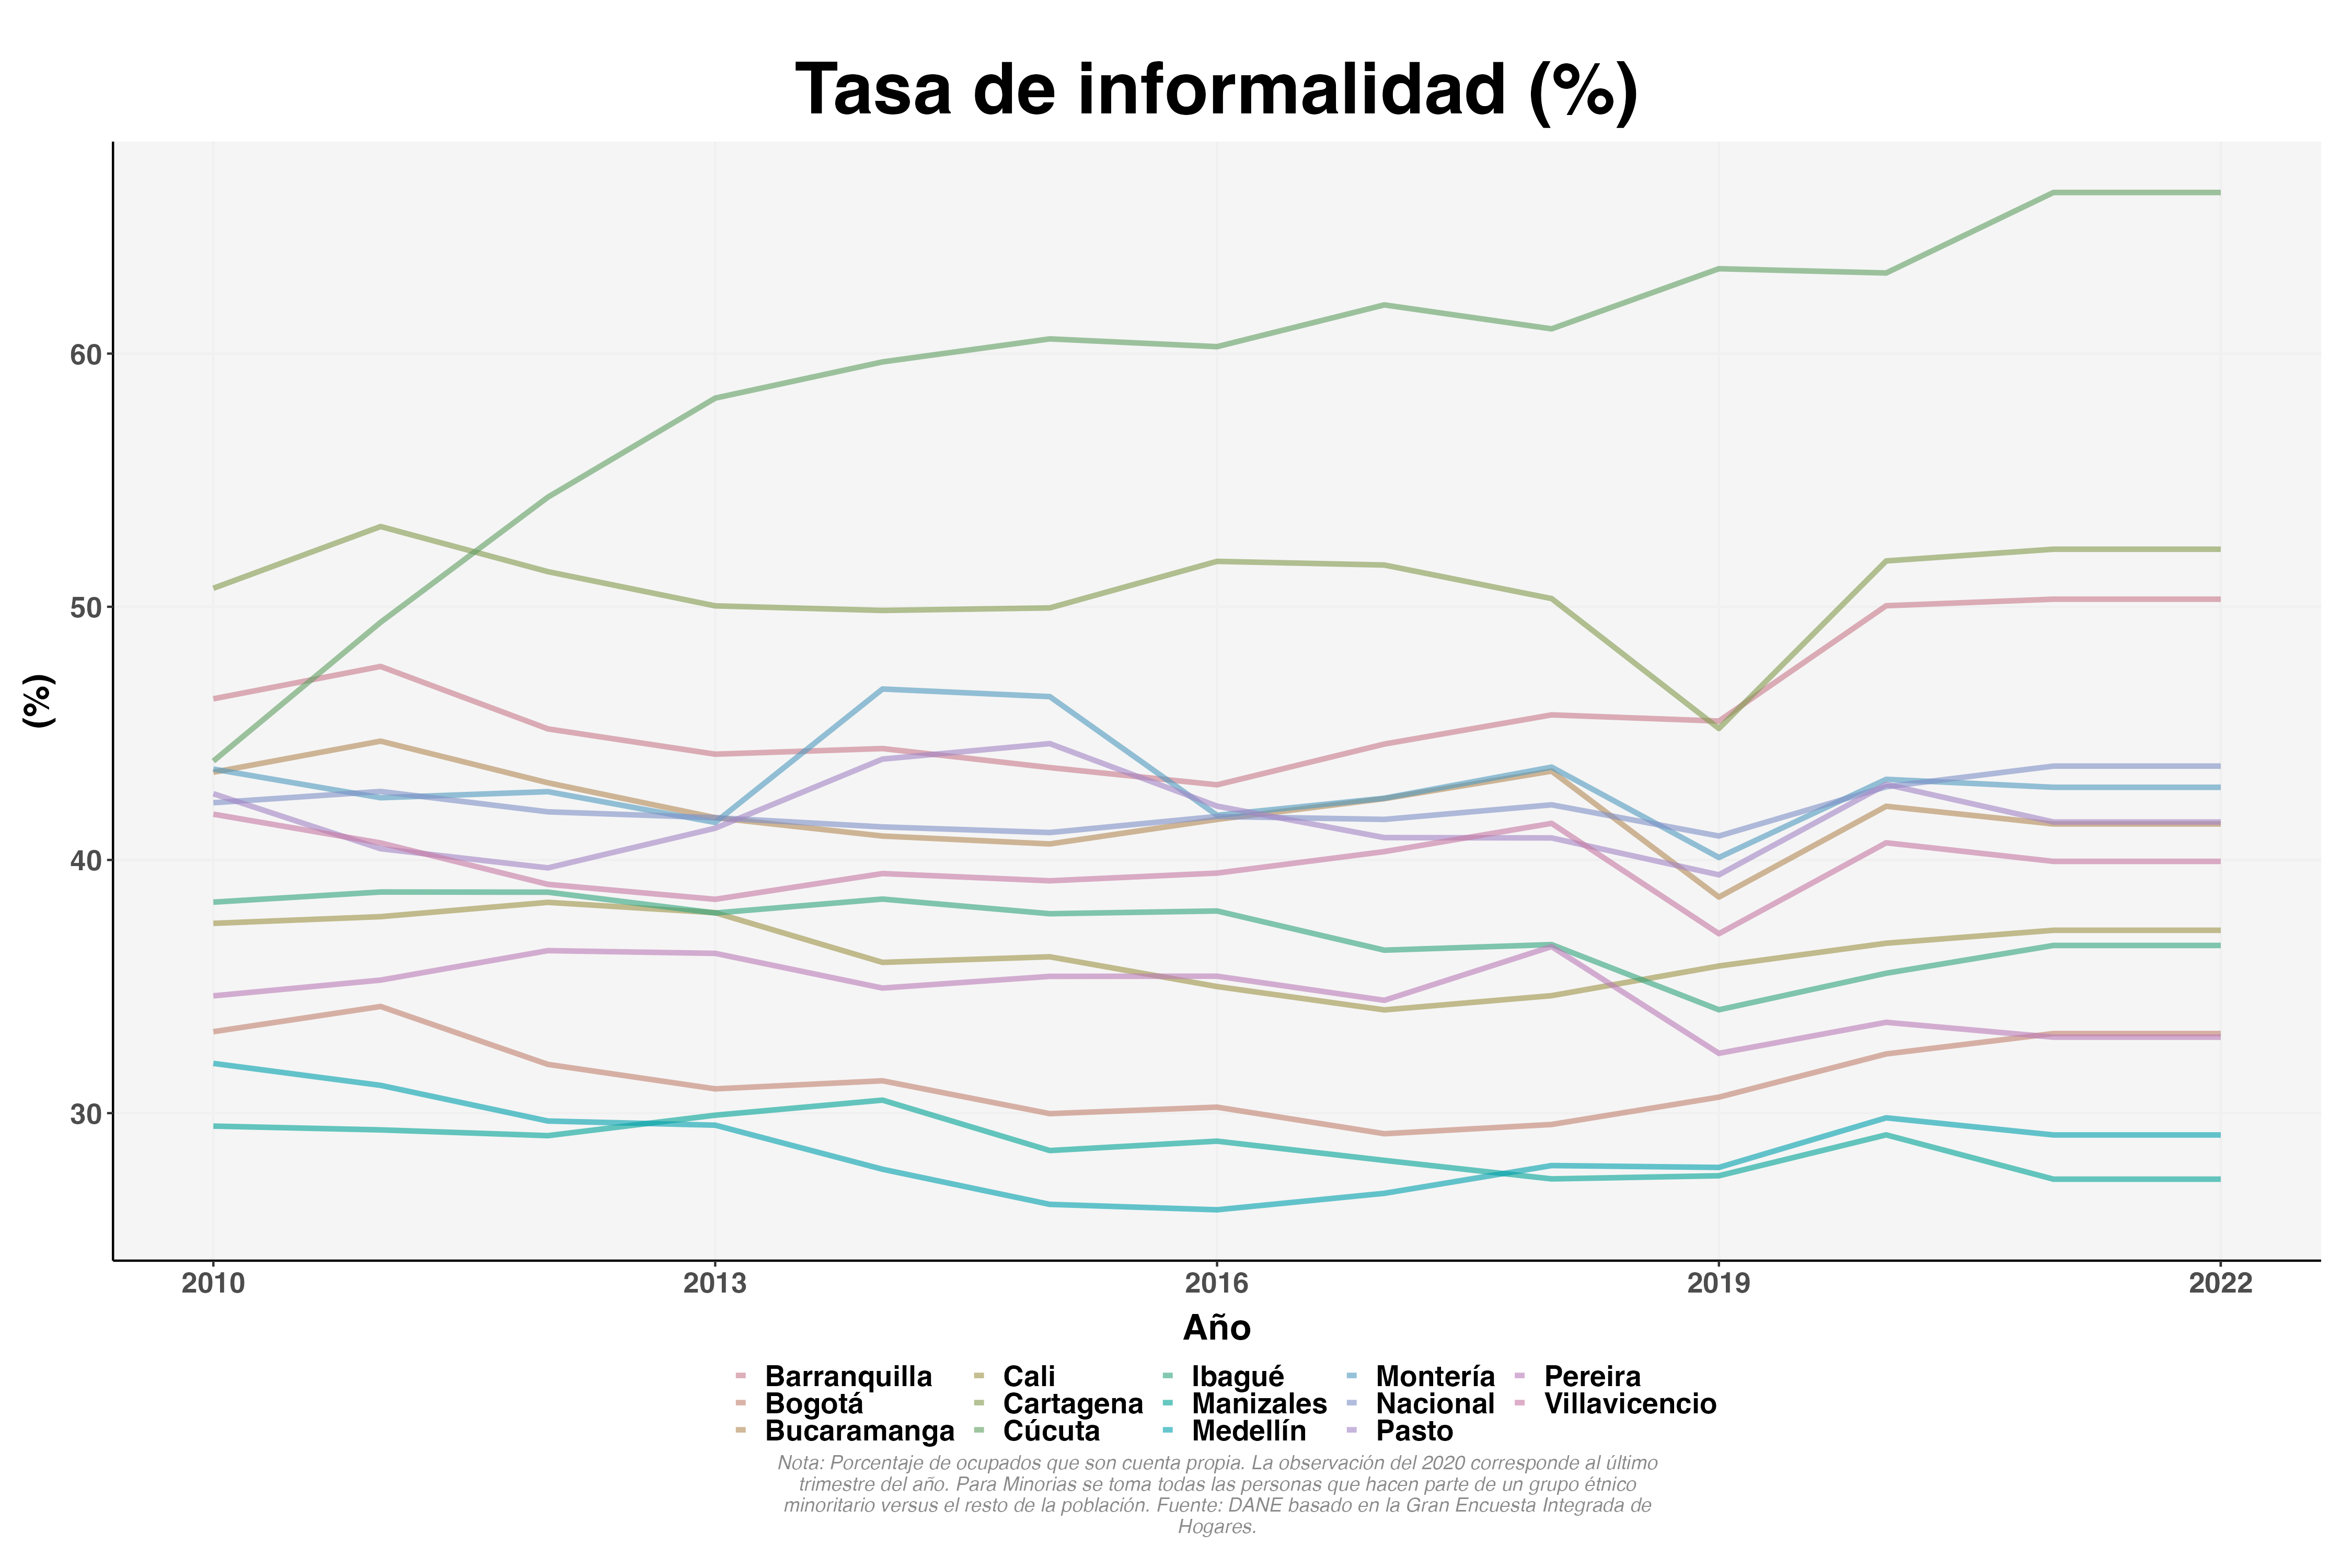 Tasa de informalidad (%)
(%)
60
50
40
30
2010 2013 2016 2019 2022
Año
Barranquilla Cali Ibagué Montería Pereira
Bogotá Cartagena Manizales Nacional Villavicencio
Bucaramanga Cúcuta Medellín Pasto
Nota: Porcentaje de ocupados que son cuenta propia. La observación del 2020 corresponde al último
trimestre del año. Para Minorias se toma todas las personas que hacen parte de un grupo étnico
minoritario versus el resto de la población. Fuente: DANE basado en la Gran Encuesta Integrada de
Hogares.